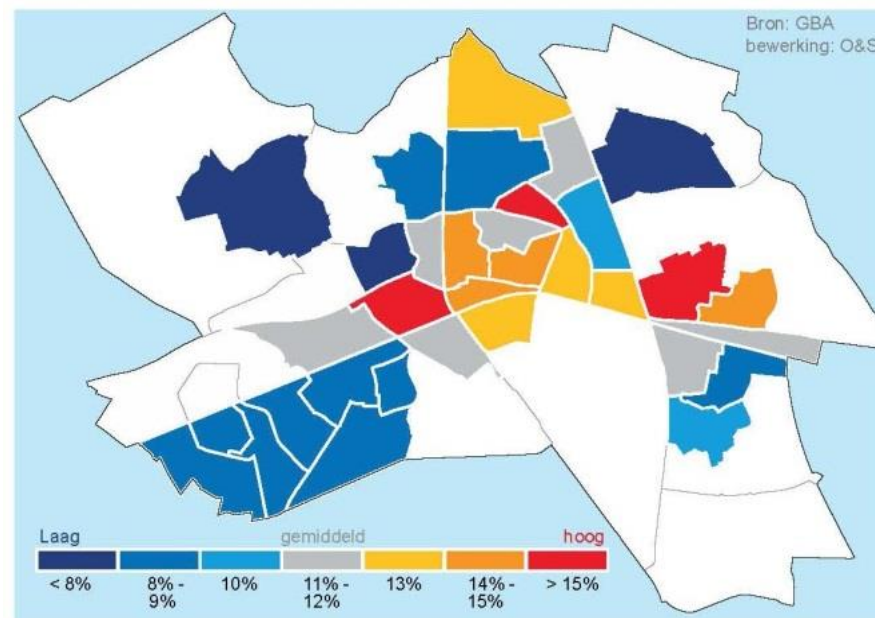 Bron: GBA
bewerking: O&S
Laag gemiddeld hoog
< 8% 8% - 10% 11% - 13% 14% - > 15%
9% 12% 15%